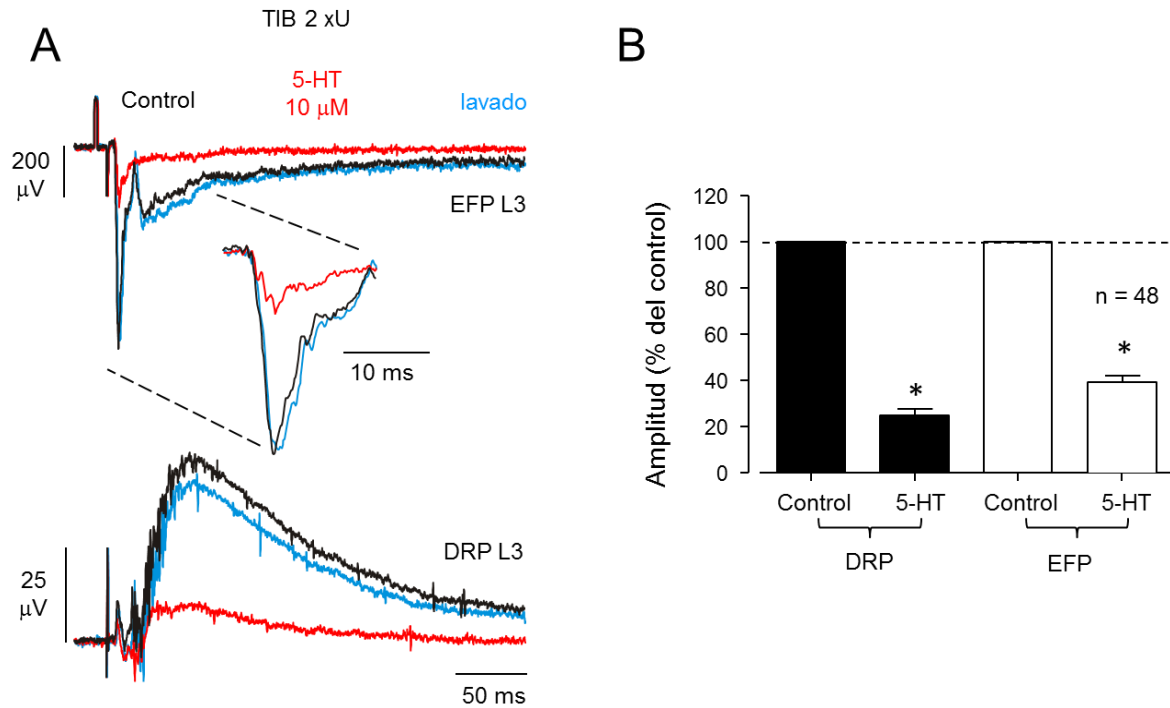 TIB 2 xU
A
Control
5-HT
10 μM
lavado
200
μV
EFP L3
10 ms
DRP L3
25
μV
50 ms
B
Amplitud (% del control)
120
100
80
60
40
20
0
n = 48
*
*
Control
5-HT
Control
5-HT
DRP
EFP